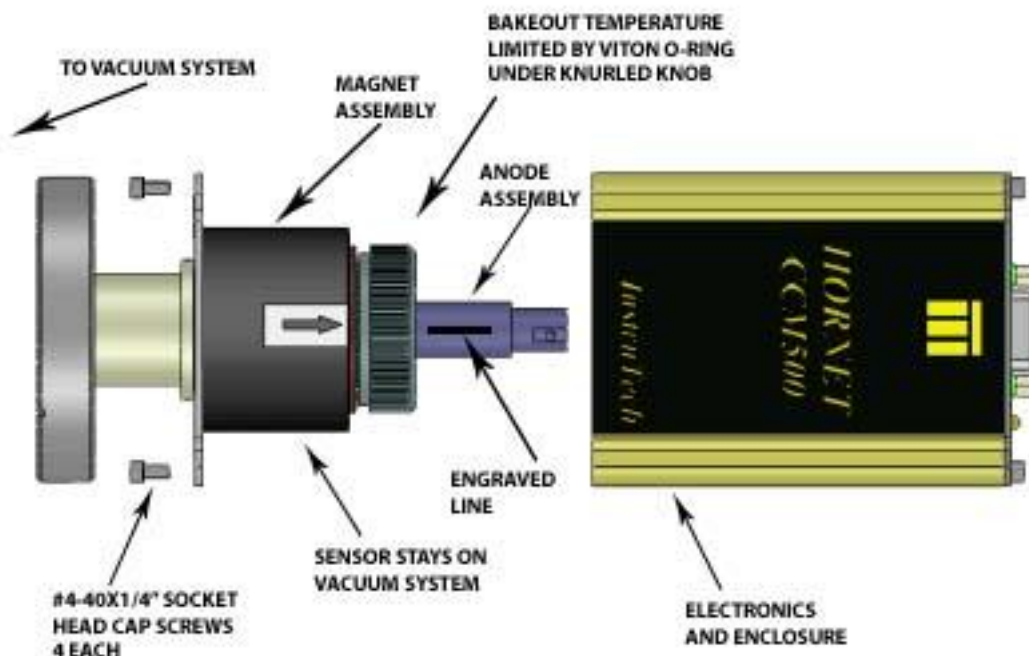 BAKEOUT TEMPERATURE
LIMITED BY VITON O-RING
UNDER KNURLED KNOB
TO VACUUM SYSTEM
MAGNET
ASSEMBLY
ANODE
ASSEMBLY
HORNET
CCM500
InstruTech
ENGRAVED
LINE
SENSOR STAYS ON
VACUUM SYSTEM
#4-40X1/4" SOCKET
HEAD CAP SCREWS
4 EACH
ELECTRONICS
AND ENCLOSURE